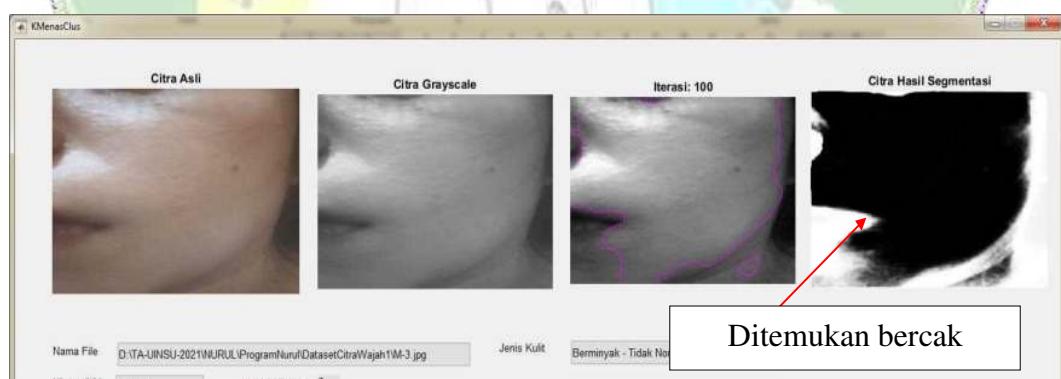 KMenasClus
Citra Asli
Citra Grayscale
Iterasi: 100
Citra Hasil Segmentasi
Ditemukan bercak
Nama File
D:\TA-UINSU-2021\NURUL\ProgramNurul\DatasetCitraWajah1\M-3.jpg
Jenis Kulit
Berminyak - Tidak